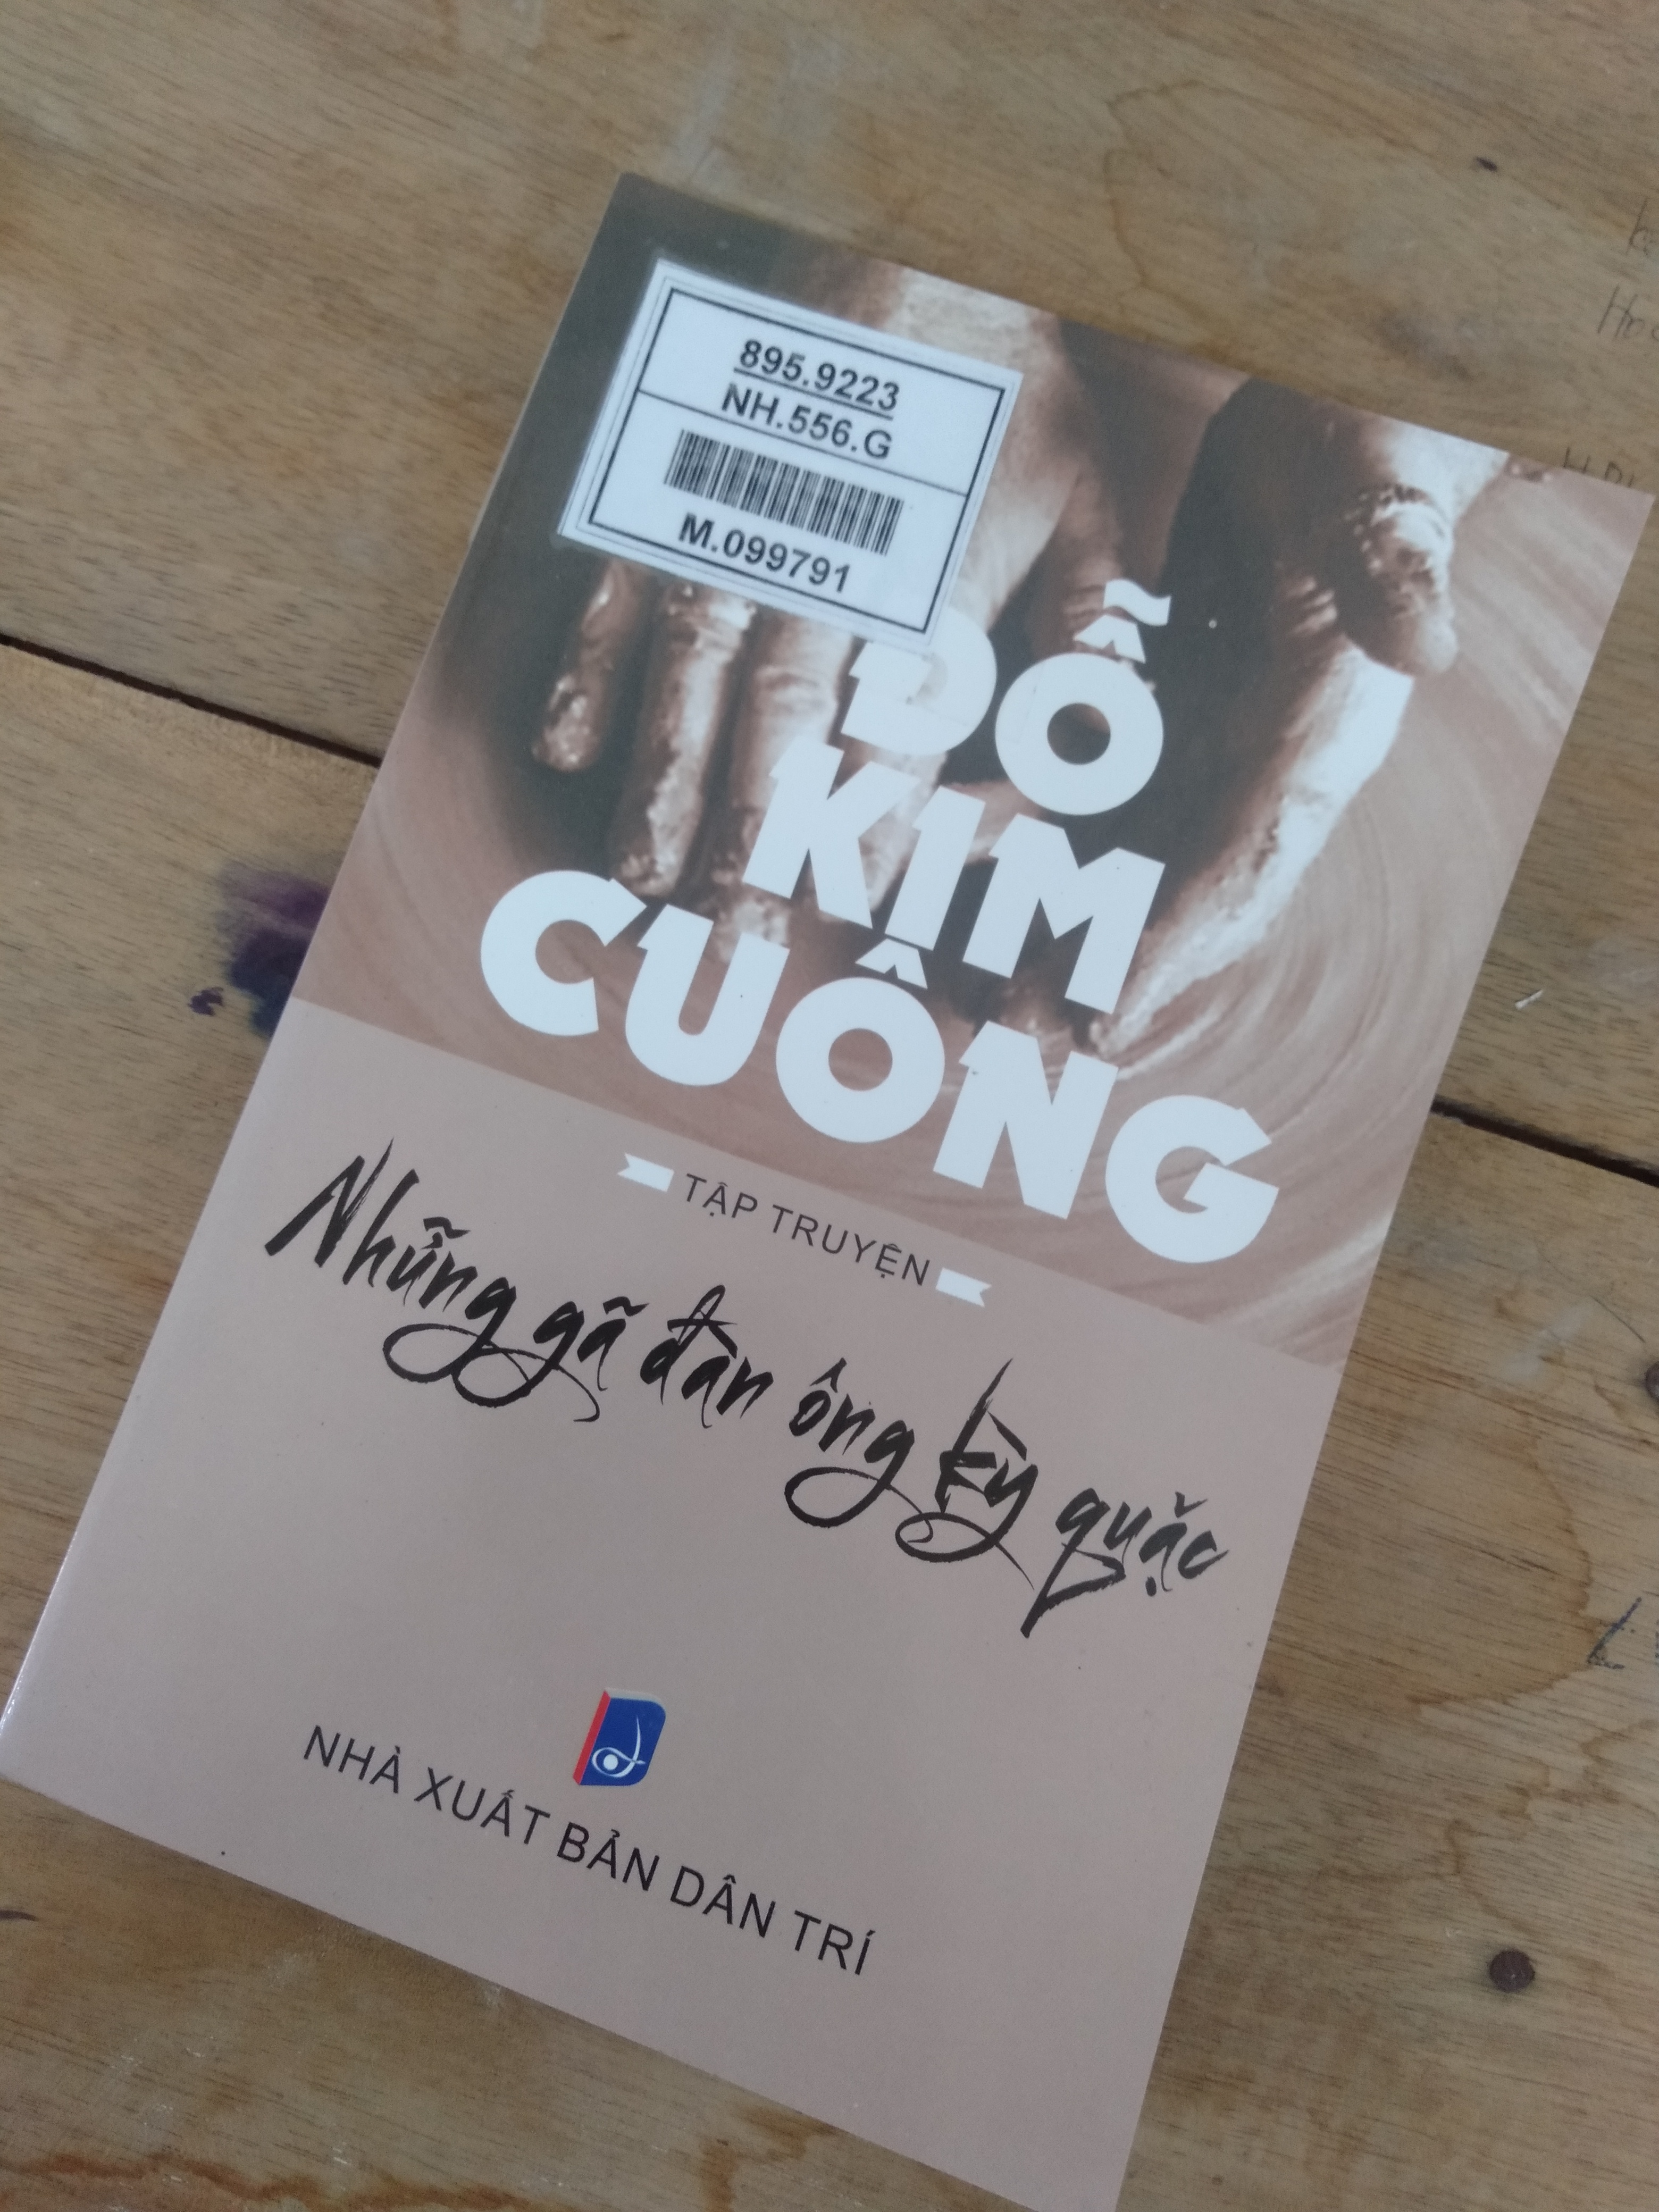 895.9223
NH.556.G
M.099791
ĐỖ
KIM
CUÔNG
TẬP TRUYỆN
Những gã đàn ông kỳ quặc
NHÀ XUẤT BẢN DÂN TRÍ